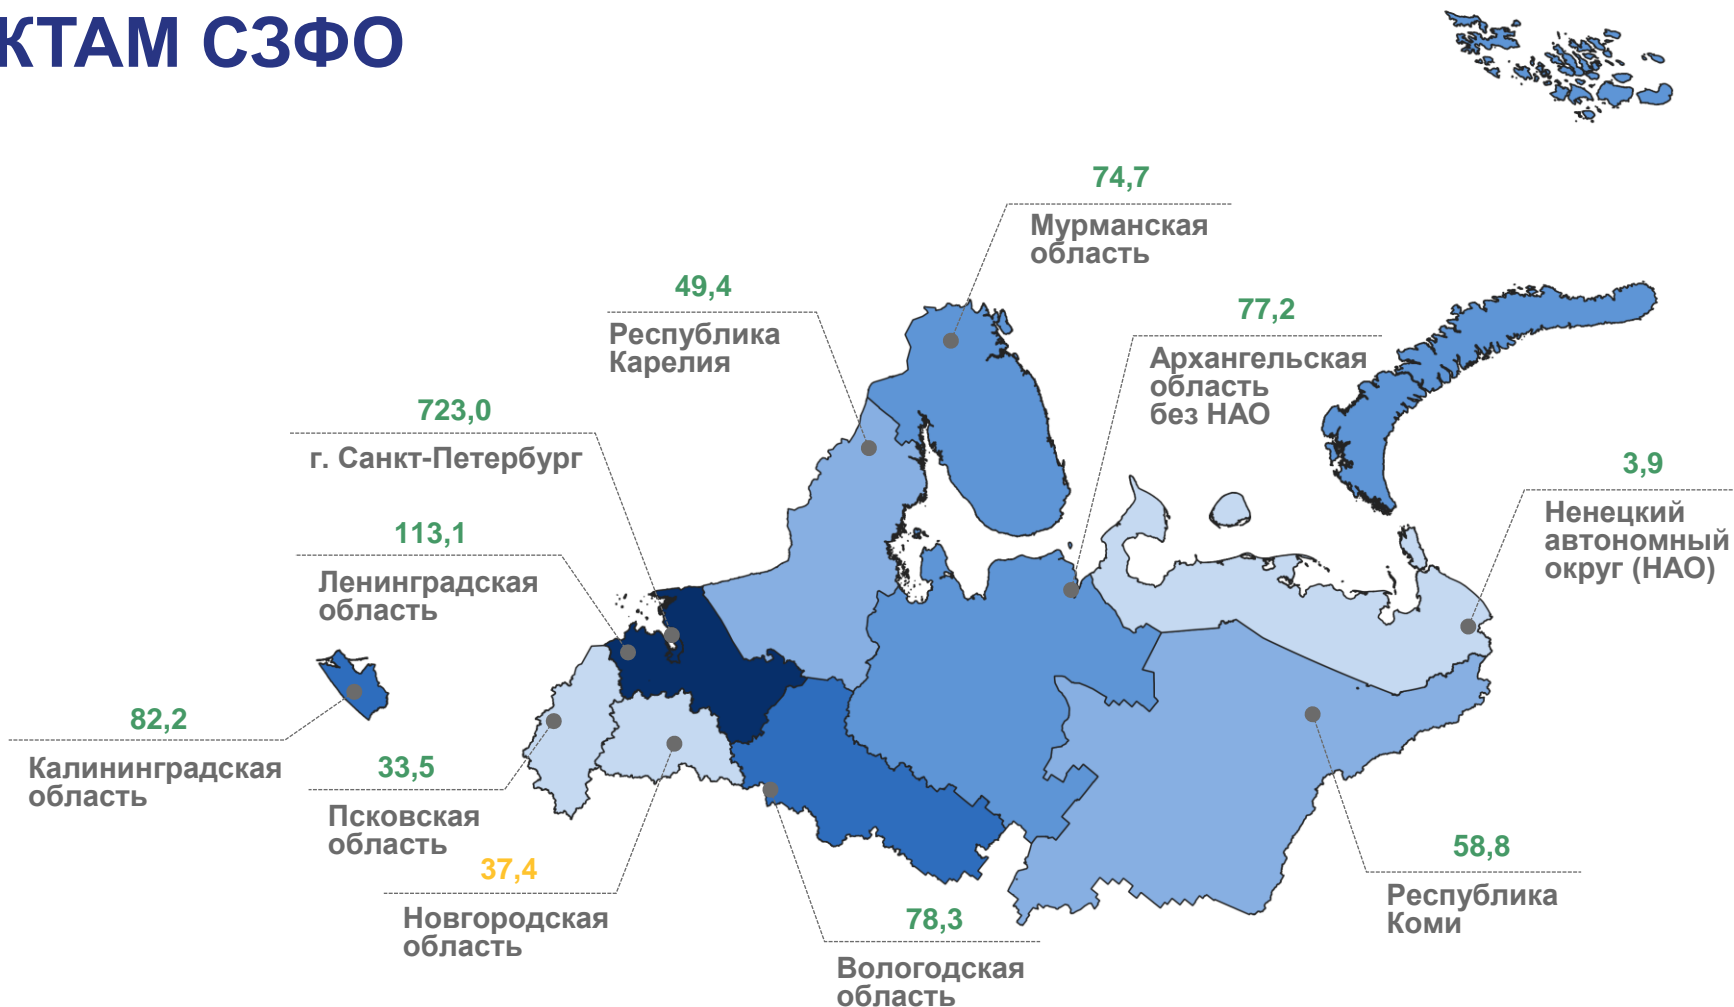 КТАМ СЗФО
74,7
Мурманская
область
49,4
Республика
Карелия
77,2
Архангельская
область
без НАО
723,0
г. Санкт-Петербург
3,9
Ненецкий
автономный
округ (НАО)
113,1
Ленинградская
область
82,2
Калининградская
область
33,5
Псковская
область
37,4
Новгородская
область
78,3
Вологодская
область
58,8
Республика
Коми